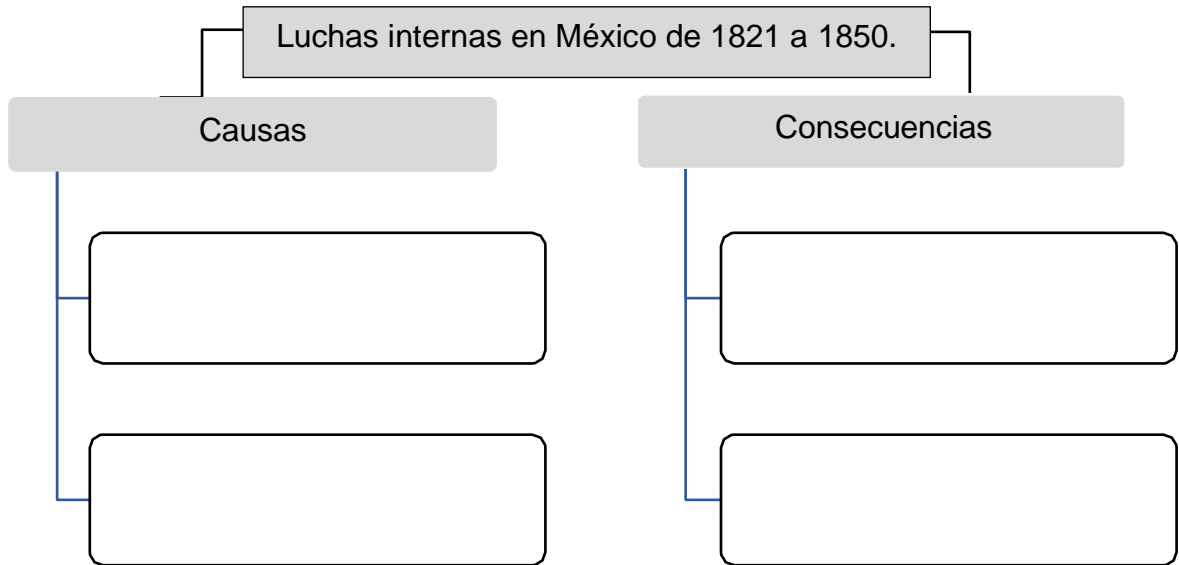 Luchas internas en México de 1821 a 1850.
Causas
Consecuencias